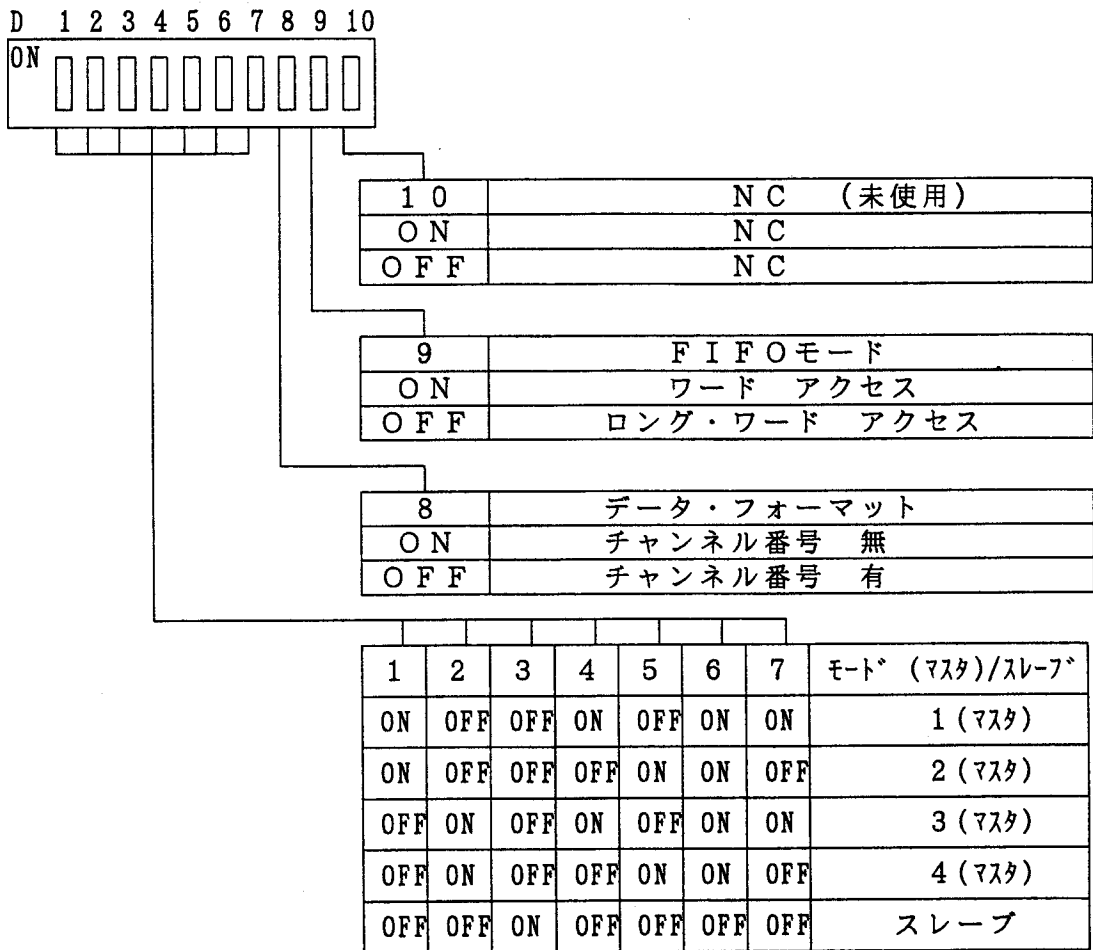 D 1 2 3 4 5 6 7 8 9 10
ON
10 NC (未使用)
ON NC
OFF NC
9 FIFOモード
ON ワード アクセス
OFF ロング・ワード アクセス
8 データ・フォーマット
ON チャンネル番号 無
OFF チャンネル番号 有
1 2 3 4 5 6 7 モード (マスタ)/スレーブ
ON OFF OFF ON OFF ON ON 1 (マスタ)
ON OFF OFF OFF ON ON OFF 2 (マスタ)
OFF ON OFF ON OFF ON ON 3 (マスタ)
OFF ON OFF OFF ON ON OFF 4 (マスタ)
OFF OFF ON OFF OFF OFF OFF スレーブ